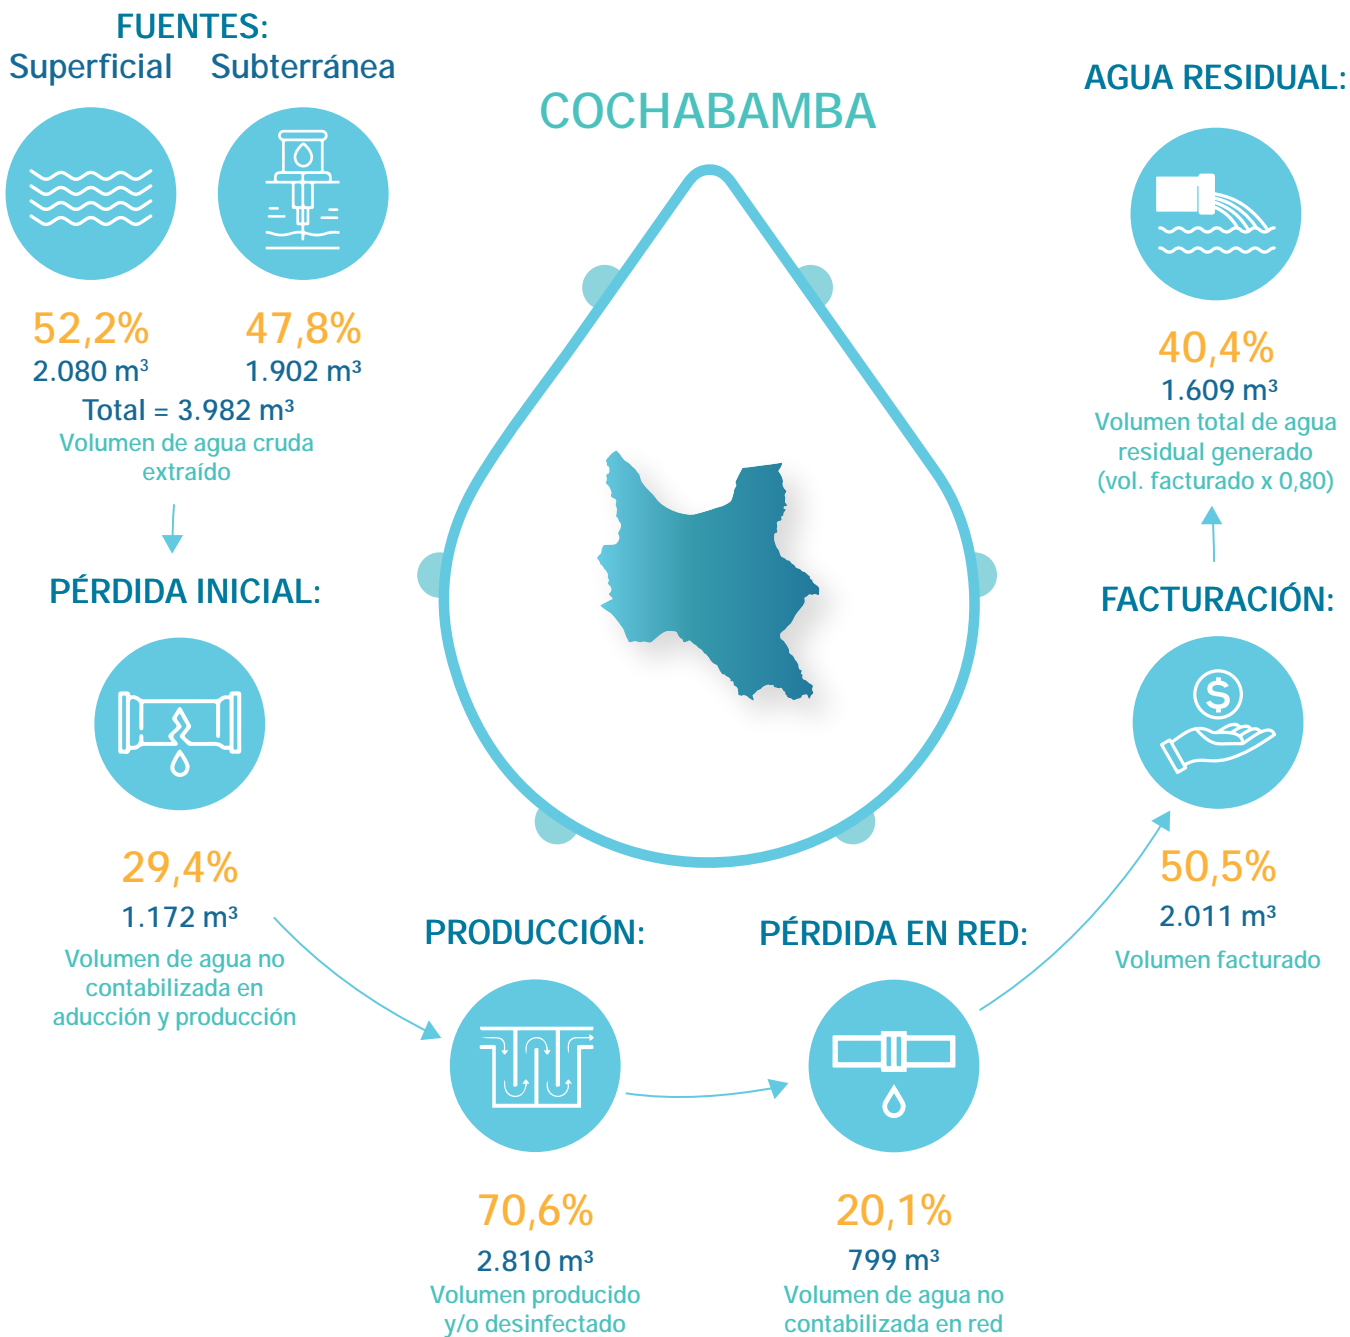 FUENTES:
Superficial
Subterránea
52,2%
2.080 m³
47,8%
1.902 m³
Total = 3.982 m³
Volumen de agua cruda
extraído
PÉRDIDA INICIAL:
29,4%
1.172 m³
Volumen de agua no
contabilizada en
aducción y producción
COCHABAMBA
PRODUCCIÓN:
70,6%
2.810 m³
Volumen producido
y/o desinfectado
PÉRDIDA EN RED:
20,1%
799 m³
Volumen de agua no
contabilizada en red
FACTURACIÓN:
$
50,5%
2.011 m³
Volumen facturado
AGUA RESIDUAL:
40,4%
1.609 m³
Volumen total de agua
residual generado
(vol. facturado x 0,80)